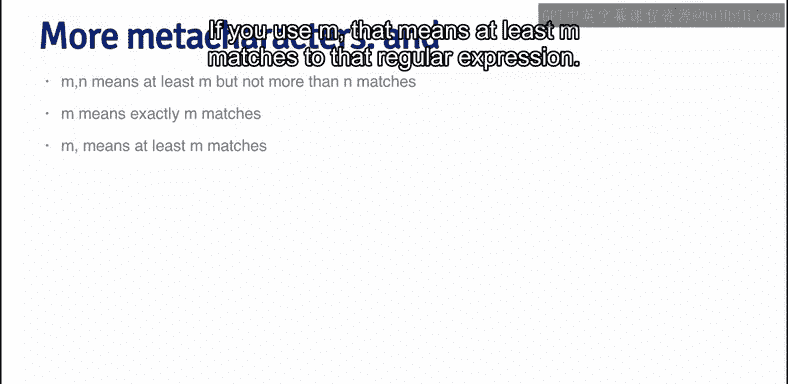 More metacharacters: and
If you use m, that means at least m
matches to that regular expression.
· m,n means at least m but not more than n matches
· m means exactly m matches
· m, means at least m matches